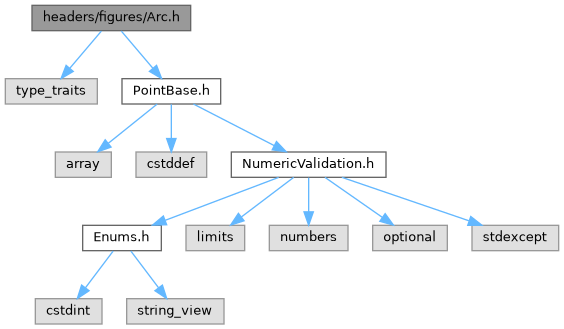 headers/figures/Arc.h
type_traits
PointBase.h
array
cstddef
NumericValidation.h
Enums.h
limits
numbers
optional
stdexcept
cstdint
string_view